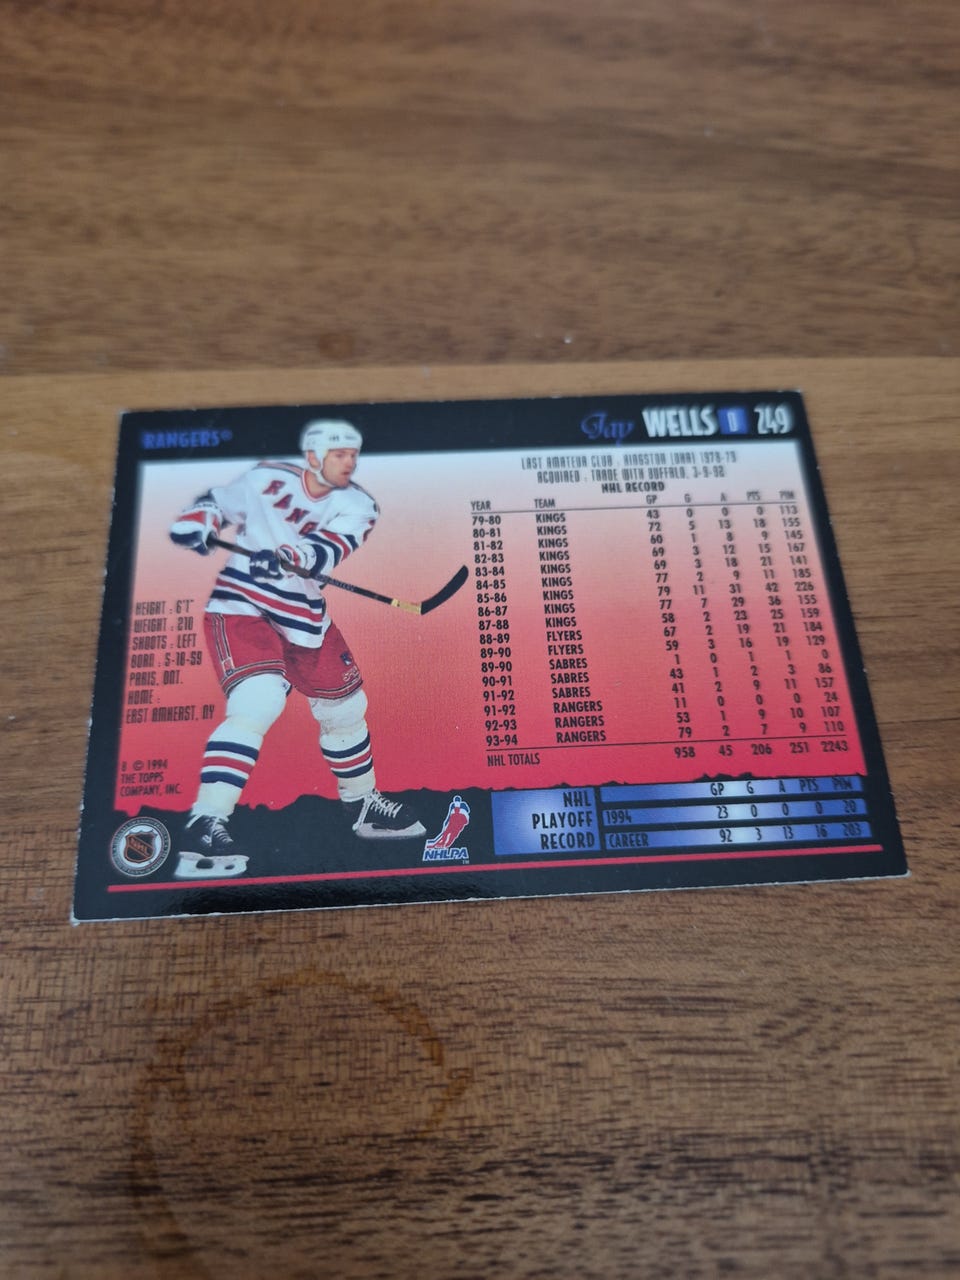 RANGERS®
Jay WELLS D 249
LAST AMATEUR CLUB : KINGSTON (OHA) 1978-79
ACQUIRED : TRADE WITH BUFFALO, 3-9-92
NHL RECORD
YEAR TEAM GP G A PTS PIM
79-80 KINGS 43 0 0 0 113
80-81 KINGS 72 5 13 18 155
81-82 KINGS 60 1 8 9 145
82-83 KINGS 69 3 12 15 167
83-84 KINGS 69 3 18 21 141
84-85 KINGS 77 2 9 11 185
85-86 KINGS 79 11 31 42 226
86-87 KINGS 77 7 29 36 155
87-88 KINGS 58 2 23 25 159
88-89 FLYERS 67 2 19 21 184
89-90 FLYERS 59 3 16 19 129
89-90 SABRES 1 0 1 1 0
90-91 SABRES 43 1 2 3 86
91-92 SABRES 41 2 9 11 157
91-92 RANGERS 11 0 0 0 24
92-93 RANGERS 53 1 9 10 107
93-94 RANGERS 79 2 7 9 110
NHL TOTALS 958 45 206 251 2243
RANG
HEIGHT : 6'1"
WEIGHT : 210
SHOOTS : LEFT
BORN : 5-18-59
PARIS, ONT.
HOME :
EAST AMHERST, NY
8 © 1994
THE TOPPS
COMPANY, INC.
NHL
NHLPA
TM
NHL
PLAYOFF
RECORD
GP G A PTS PIM
1994 23 0 0 0 20
CAREER 92 3 13 16 203